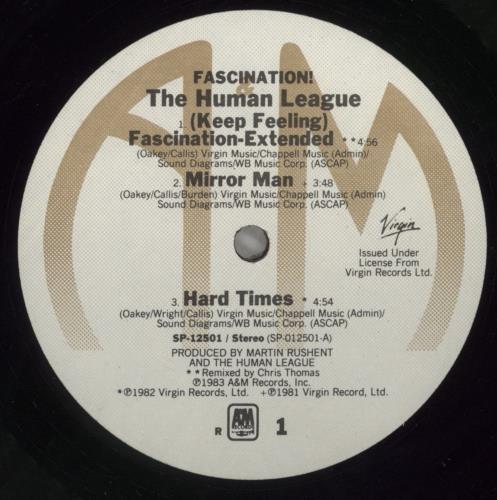 FASCINATION!
The Human League
1. (Keep Feeling)
Fascination-Extended **4:56
(Oakey/Callis) Virgin Music/Chappell Music (Admin)/
Sound Diagrams/WB Music Corp. (ASCAP)
2. Mirror Man + 3:48
(Oakey/Callis/Burden) Virgin Music/Chappell Music (Admin)
Sound Diagrams/WB Music Corp. (ASCAP)
Virgin
Issued Under
License From
Virgin Records Ltd.
3. Hard Times * 4:54
(Oakey/Wright/Callis) Virgin Music/Chappell Music (Admin)/
Sound Diagrams/WB Music Corp. (ASCAP)
SP-12501 / Stereo (SP-012501-A)
PRODUCED BY MARTIN RUSHENT
AND THE HUMAN LEAGUE
**Remixed by Chris Thomas
℗1983 A&M Records, Inc.
*℗1982 Virgin Records, Ltd. +℗1981 Virgin Record, Ltd.
R A&M RECORDS 1
A&M